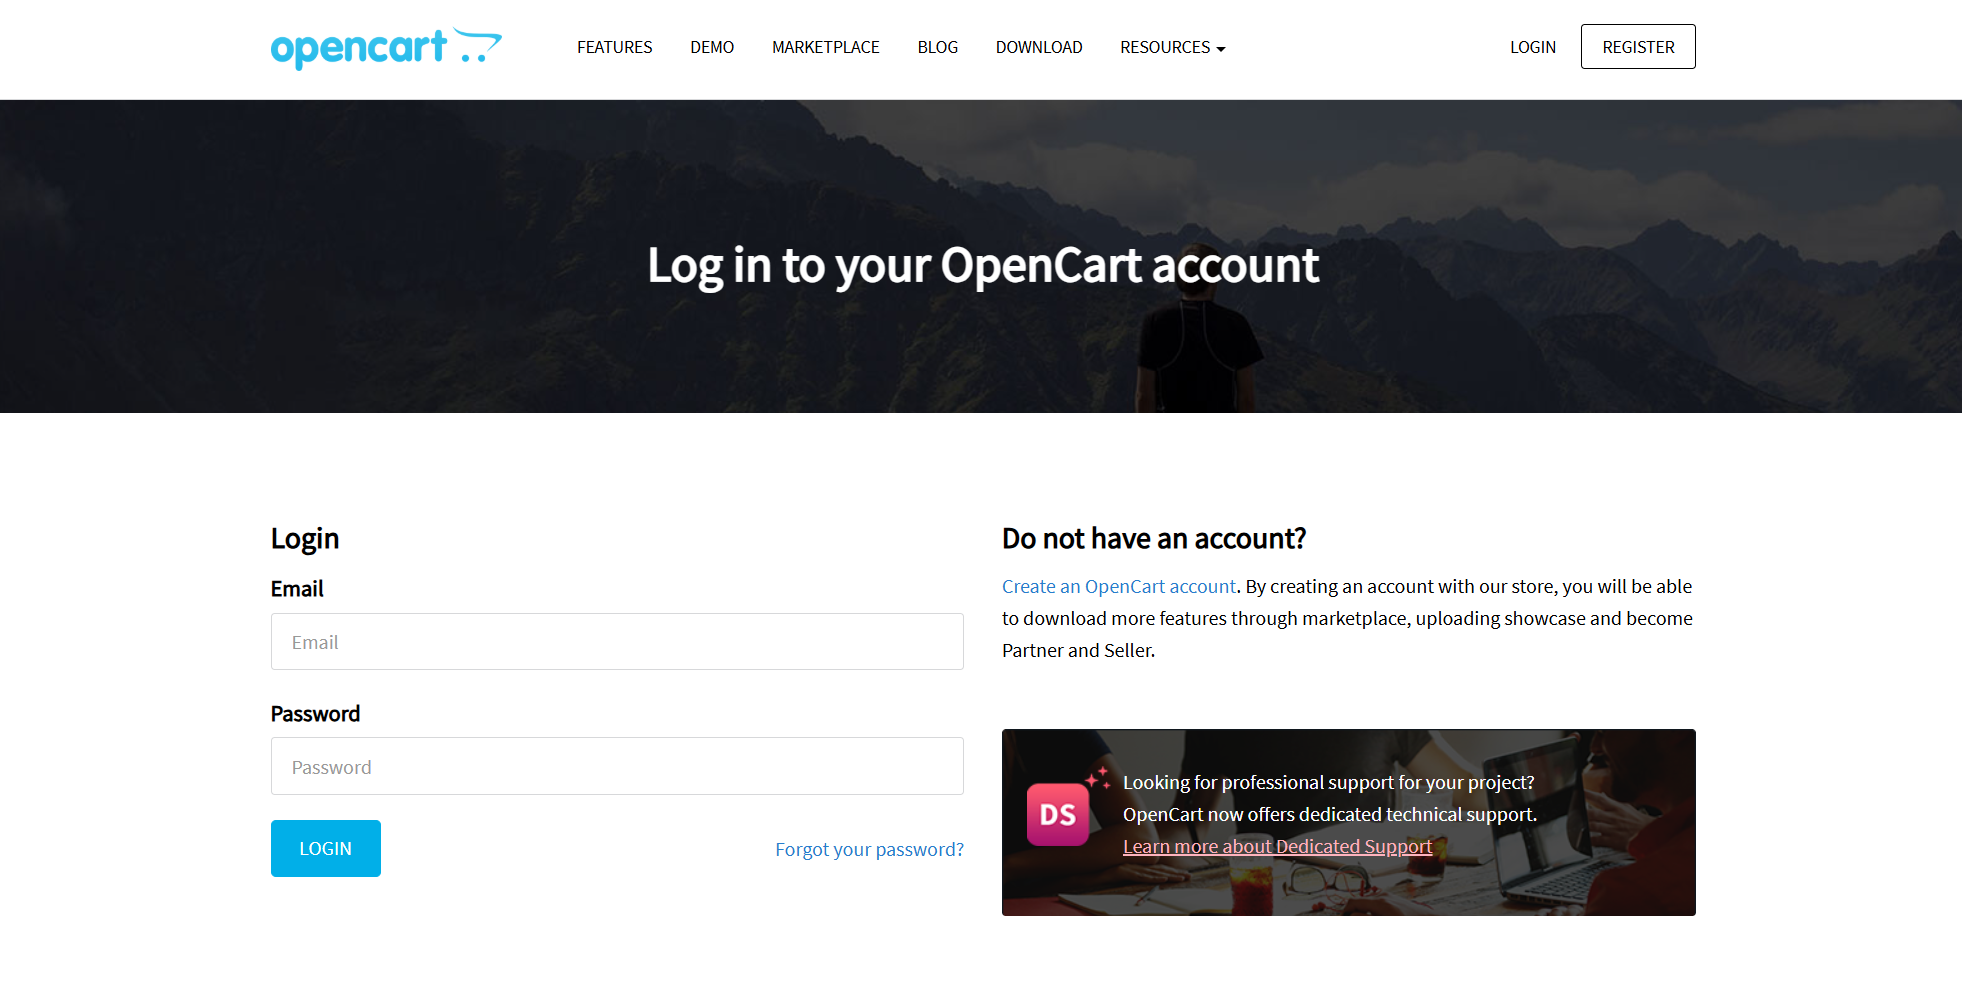 opencart
FEATURES
DEMO
MARKETPLACE
BLOG
DOWNLOAD
RESOURCES
LOGIN
REGISTER
Log in to your OpenCart account
Login
Email
Email
Password
Password
LOGIN
Forgot your password?
Do not have an account?
Create an OpenCart account. By creating an account with our store, you will be able
to download more features through marketplace, uploading showcase and become
Partner and Seller.
DS
Looking for professional support for your project?
OpenCart now offers dedicated technical support.
Learn more about Dedicated Support